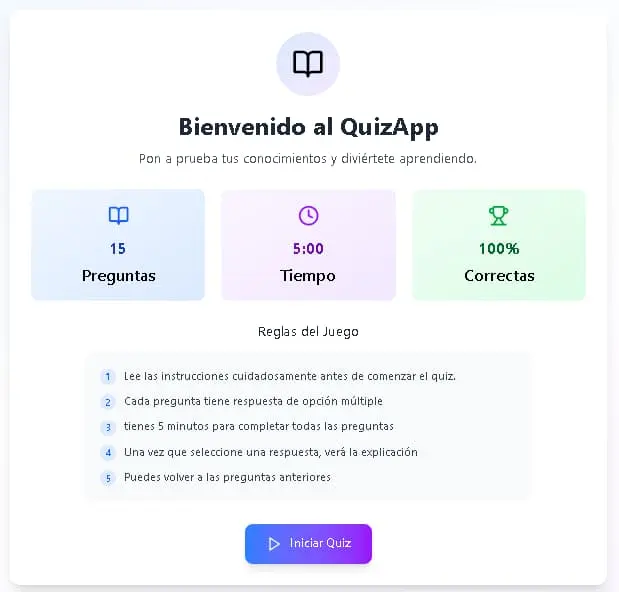 Bienvenido al QuizApp
Pon a prueba tus conocimientos y diviértete aprendiendo.
15
Preguntas
5:00
Tiempo
100%
Correctas
Reglas del Juego
1 Lee las instrucciones cuidadosamente antes de comenzar el quiz.
2 Cada pregunta tiene respuesta de opción múltiple
3 tienes 5 minutos para completar todas las preguntas
4 Una vez que seleccione una respuesta, verá la explicación
5 Puedes volver a las preguntas anteriores
Iniciar Quiz